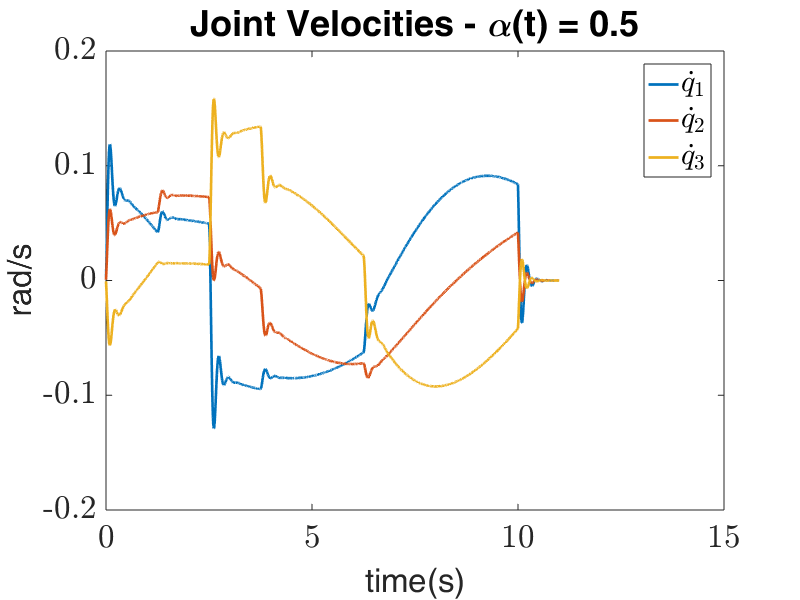 Joint Velocities - α(t) = 0.5
0.2
0.1
0
-0.1
-0.2
rad/s
0 5 10 15
time(s)
q̇₁
q̇₂
q̇₃